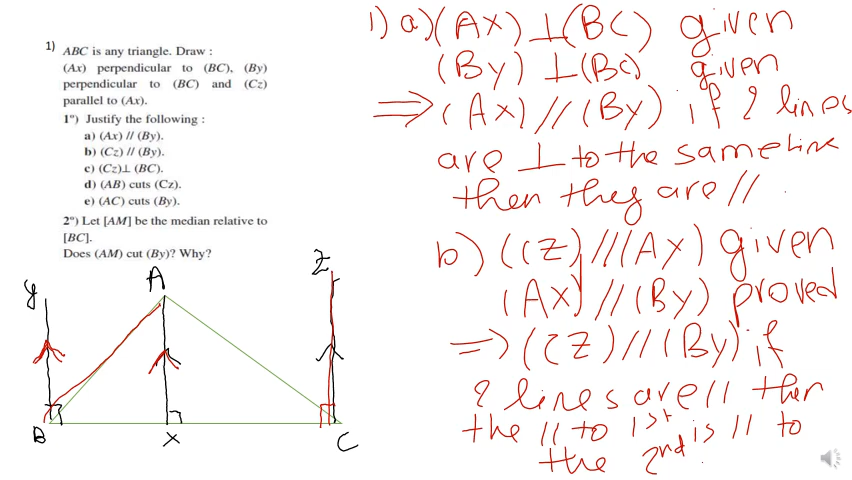 1)
ABC is any triangle. Draw :
(Ax) perpendicular to (BC), (By)
perpendicular to (BC) and (Cz)
parallel to (Ax).
1°) Justify the following :
a) (Ax) // (By).
b) (Cz) // (By).
c) (Cz)⊥ (BC).
d) (AB) cuts (Cz).
e) (AC) cuts (By).
2°) Let [AM] be the median relative to
[BC].
Does (AM) cut (By)? Why?
y
A
Z
B
X
C
1) a) (Ax) ⊥ (BC) given
(By) ⊥ (BC) given
⇒ (Ax) // (By) if 2 lines
are ⊥ to the same line
then they are //
b) (CZ) // (Ax) given
(Ax) // (By) proved
⇒ (CZ) // (By) if
2 lines are // then
the // to 1st is // to
the 2nd.